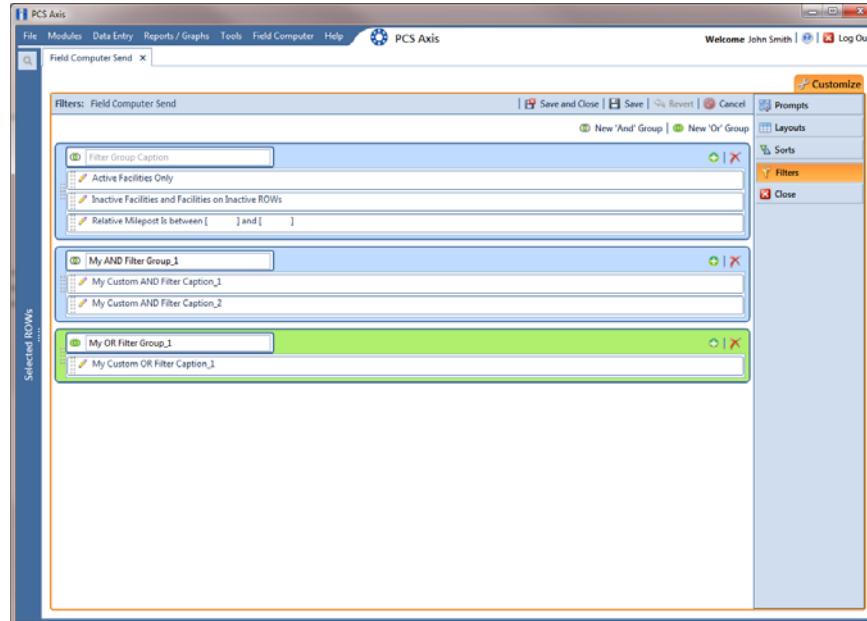 PCS Axis
File Modules Data Entry Reports / Graphs Tools Field Computer Help PCS Axis Welcome John Smith | Log Ou
Field Computer Send X
Customize
Filters: Field Computer Send | Save and Close | Save | Revert | Cancel
Prompts
New 'And' Group | New 'Or' Group
Layouts
Filter Group Caption
Sorts
Active Facilities Only
Filters
Inactive Facilities and Facilities on Inactive ROWs
Close
Relative Milepost Is between [ ] and [ ]
My AND Filter Group_1
My Custom AND Filter Caption_1
My Custom AND Filter Caption_2
My OR Filter Group_1
My Custom OR Filter Caption_1
Selected ROWs